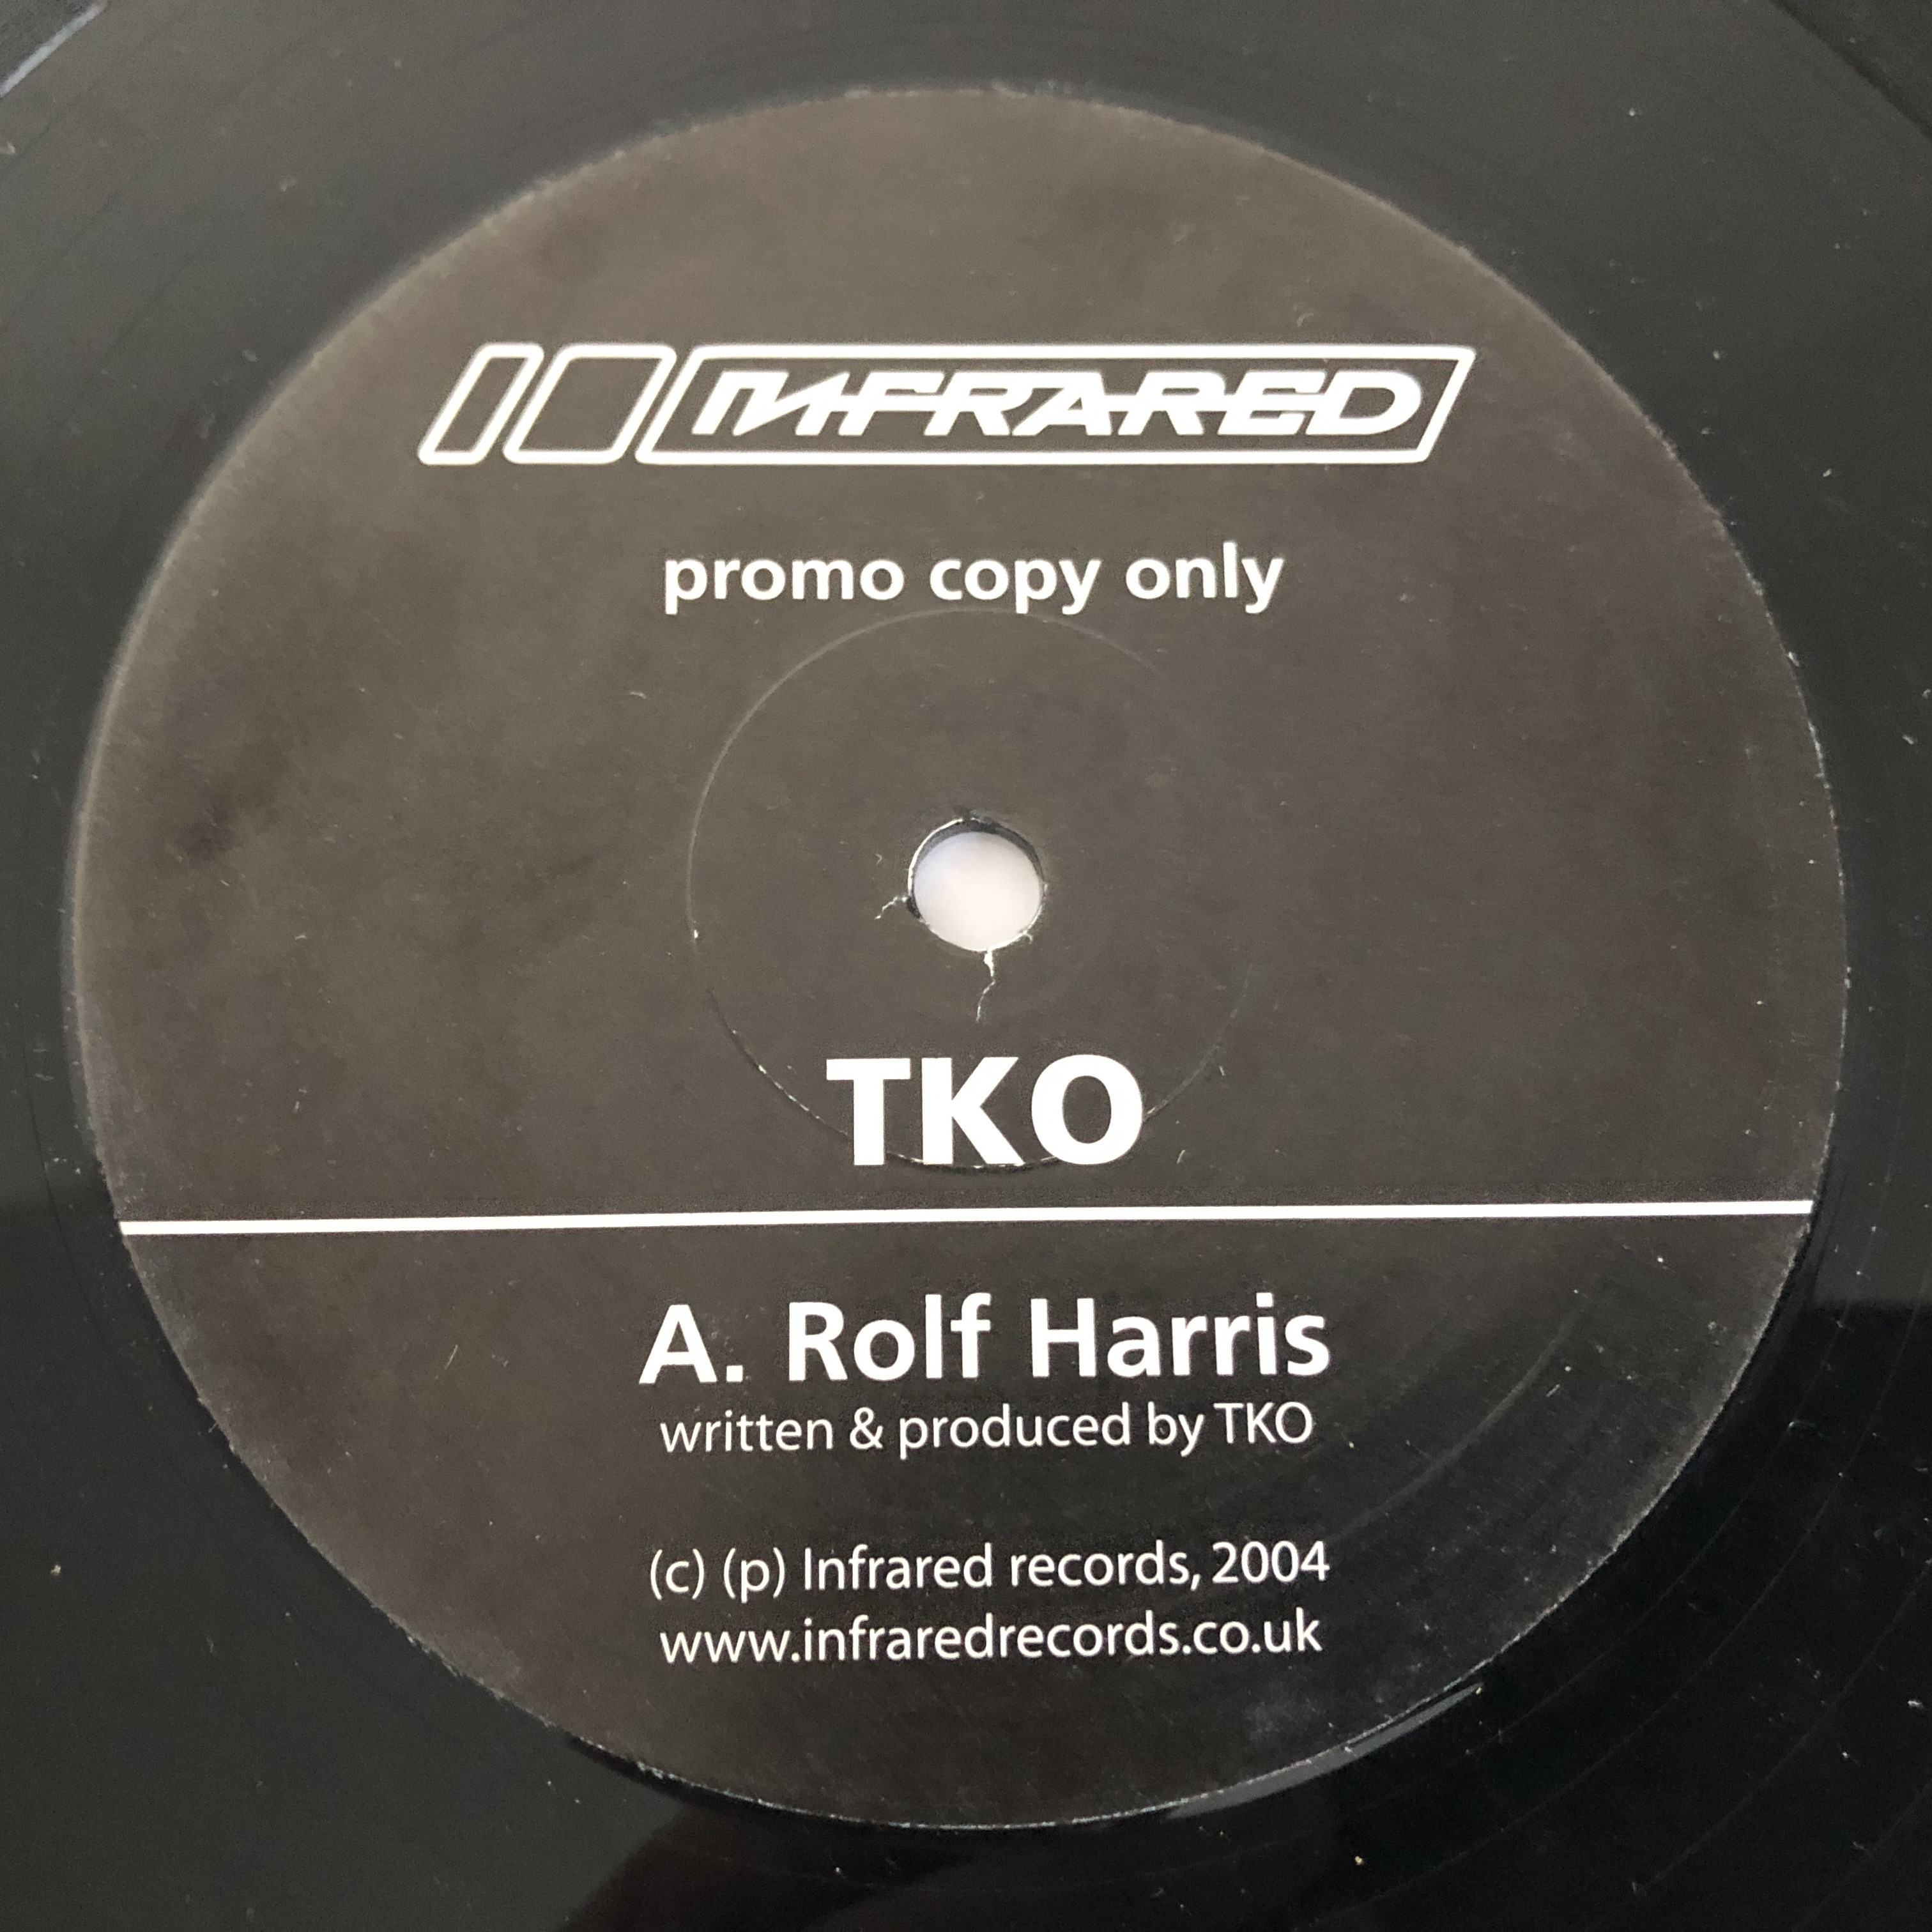 INFRARED
promo copy only
TKO
A. Rolf Harris
written & produced by TKO
(c) (p) Infrared records, 2004
www.infraredrecords.co.uk